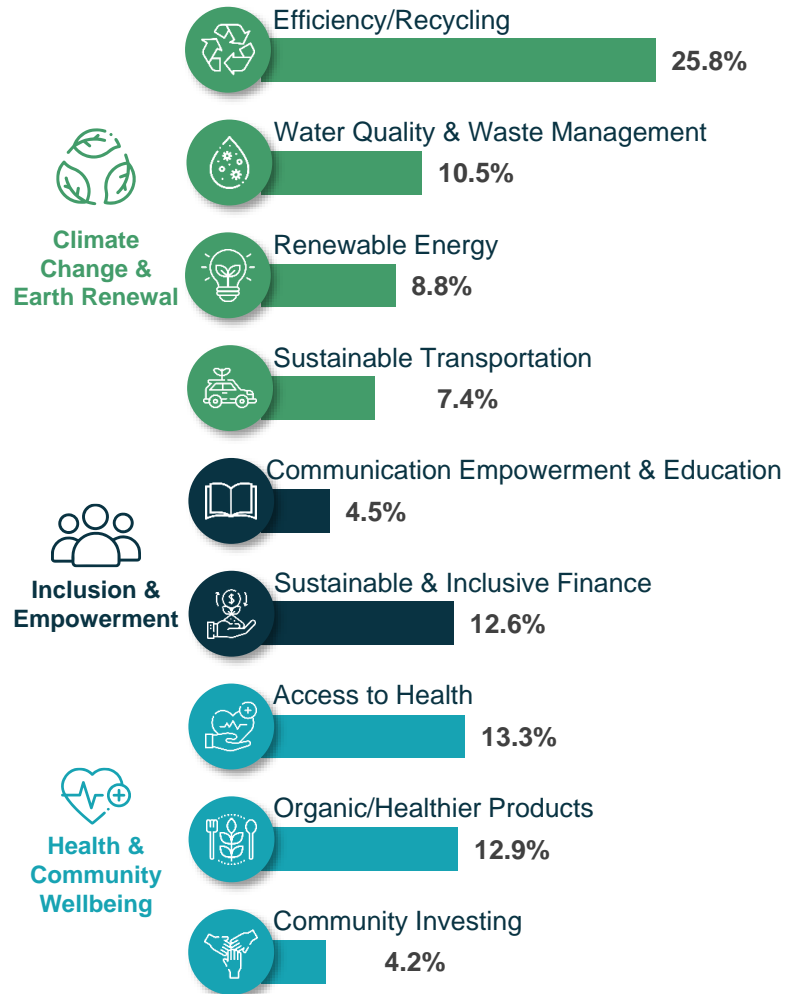 Efficiency/Recycling
25.8%
Water Quality & Waste Management
10.5%
Climate
Change &
Earth Renewal
Renewable Energy
8.8%
Sustainable Transportation
7.4%
Communication Empowerment & Education
4.5%
Inclusion &
Empowerment
Sustainable & Inclusive Finance
12.6%
Access to Health
13.3%
Health &
Community
Wellbeing
Organic/Healthier Products
12.9%
Community Investing
4.2%